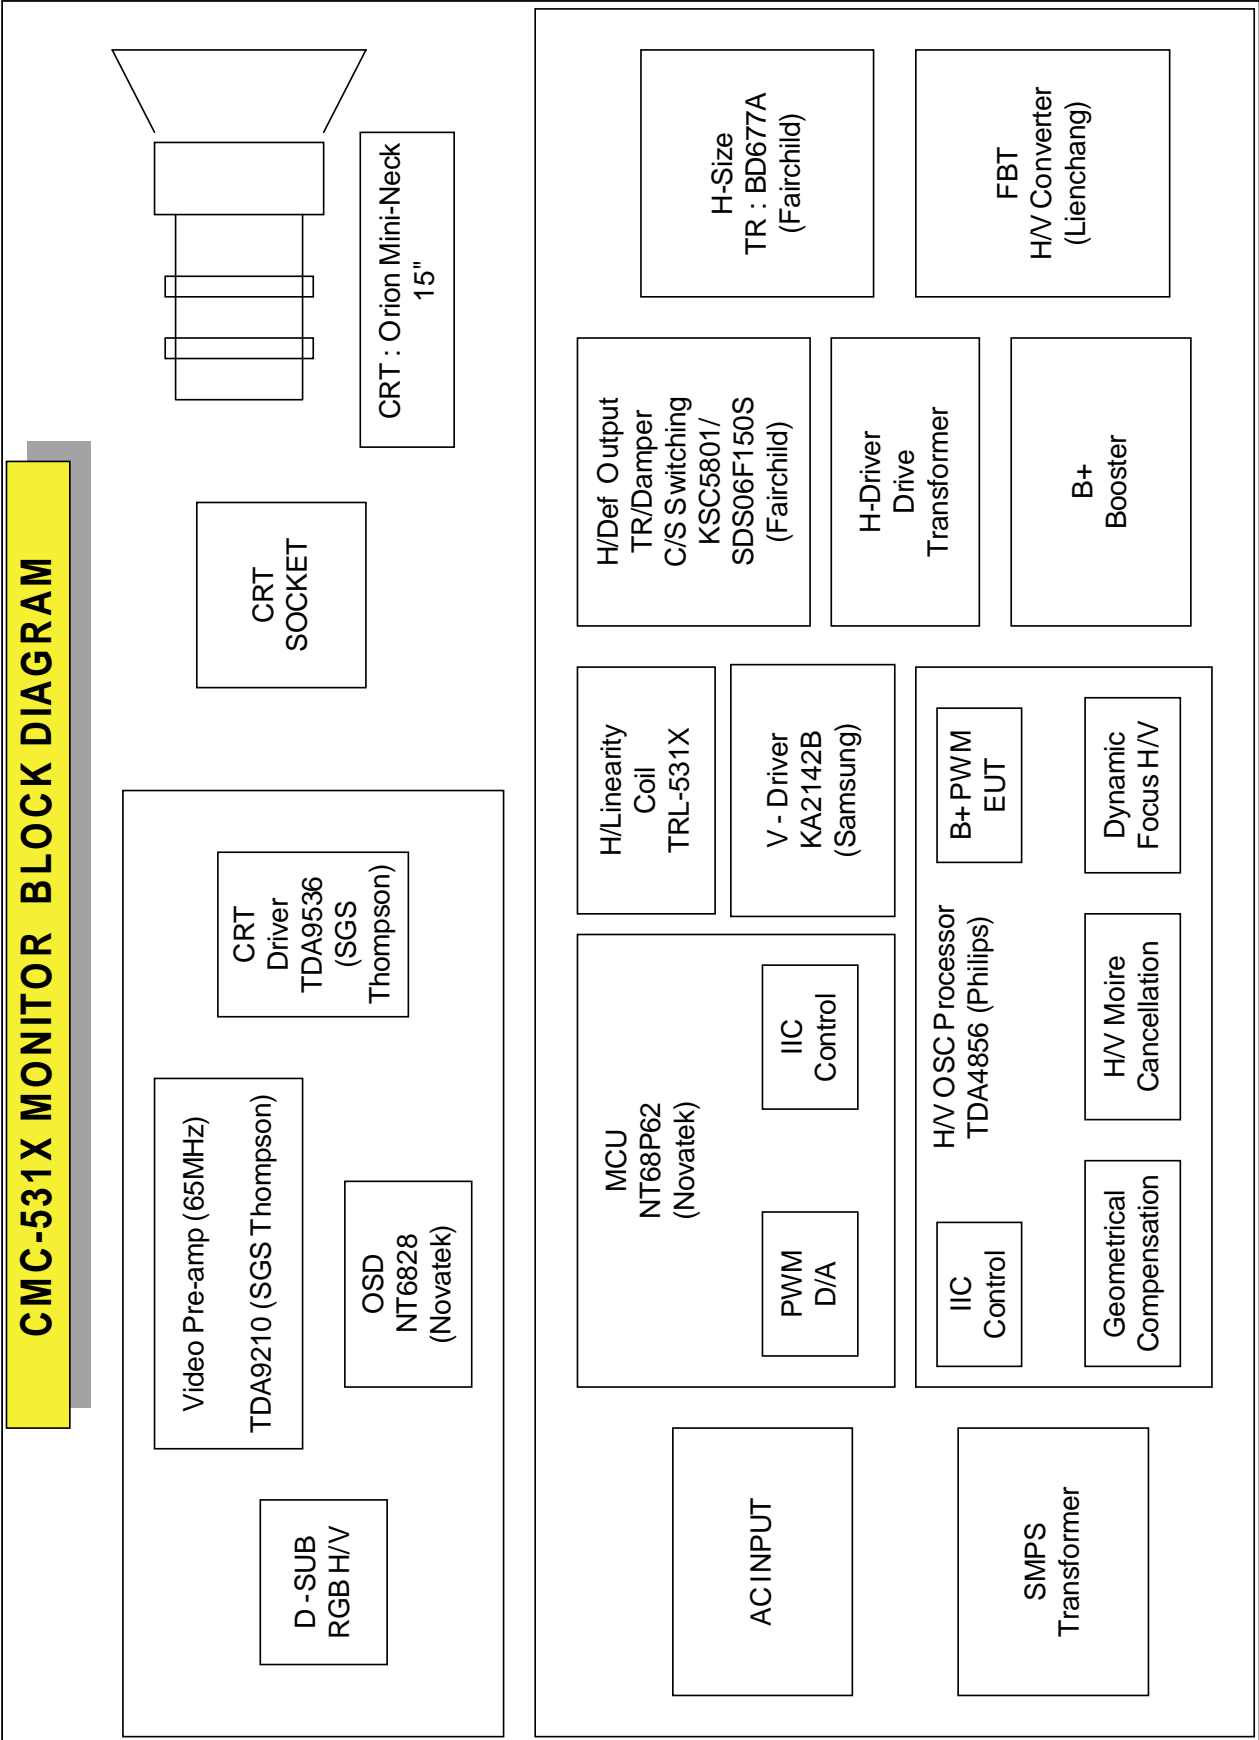 CMC-531X MONITOR BLOCK DIAGRAM
D-SUB
RGB H/V
Video Pre-amp (65MHz)
TDA9210 (SGS Thompson)
OSD
NT6828
(Novatek)
CRT
Driver
TDA9536
(SGS
Thompson)
CRT
SOCKET
CRT : Orion Mini-Neck
15"
AC INPUT
SMPS
Transformer
MCU
NT68P62
(Novatek)
PWM
D/A
IIC
Control
H/V OSC Processor
TDA4856 (Philips)
IIC
Control
B+ PWM
EUT
Geometrical
Compensation
H/V Moire
Cancellation
Dynamic
Focus H/V
H/Linearity
Coil
TRL-531X
V - Driver
KA2142B
(Samsung)
H/Def Output
TR/Damper
C/S Switching
KSC5801/
SDS06F150S
(Fairchild)
H-Driver
Drive
Transformer
B+
Booster
H-Size
TR : BD677A
(Fairchild)
FBT
H/V Converter
(Lienchang)